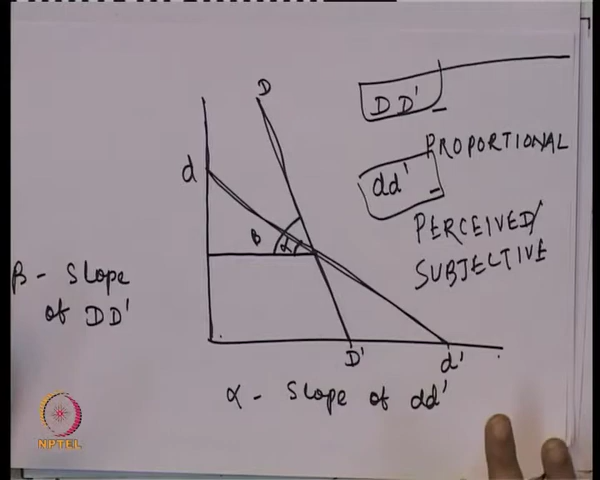 D
DD'
PROPORTIONAL
d
dd'
PERCEIVED/
SUBJECTIVE
β α
β - Slope
of DD'
D' d'
α - Slope of dd'
NPTEL